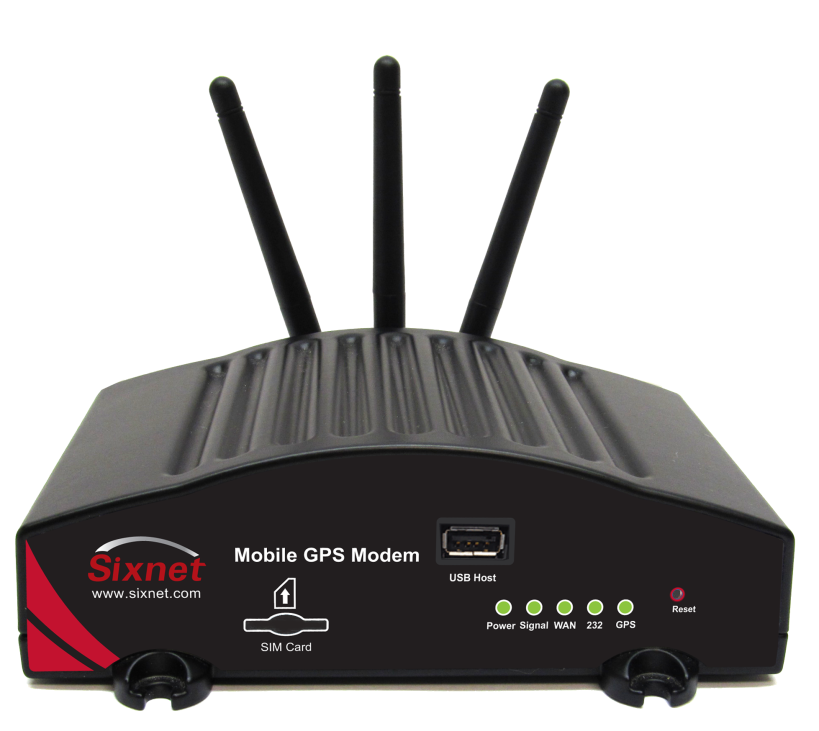 Sixnet
www.sixnet.com
Mobile GPS Modem
SIM Card
USB Host
Power Signal WAN 232 GPS
Reset